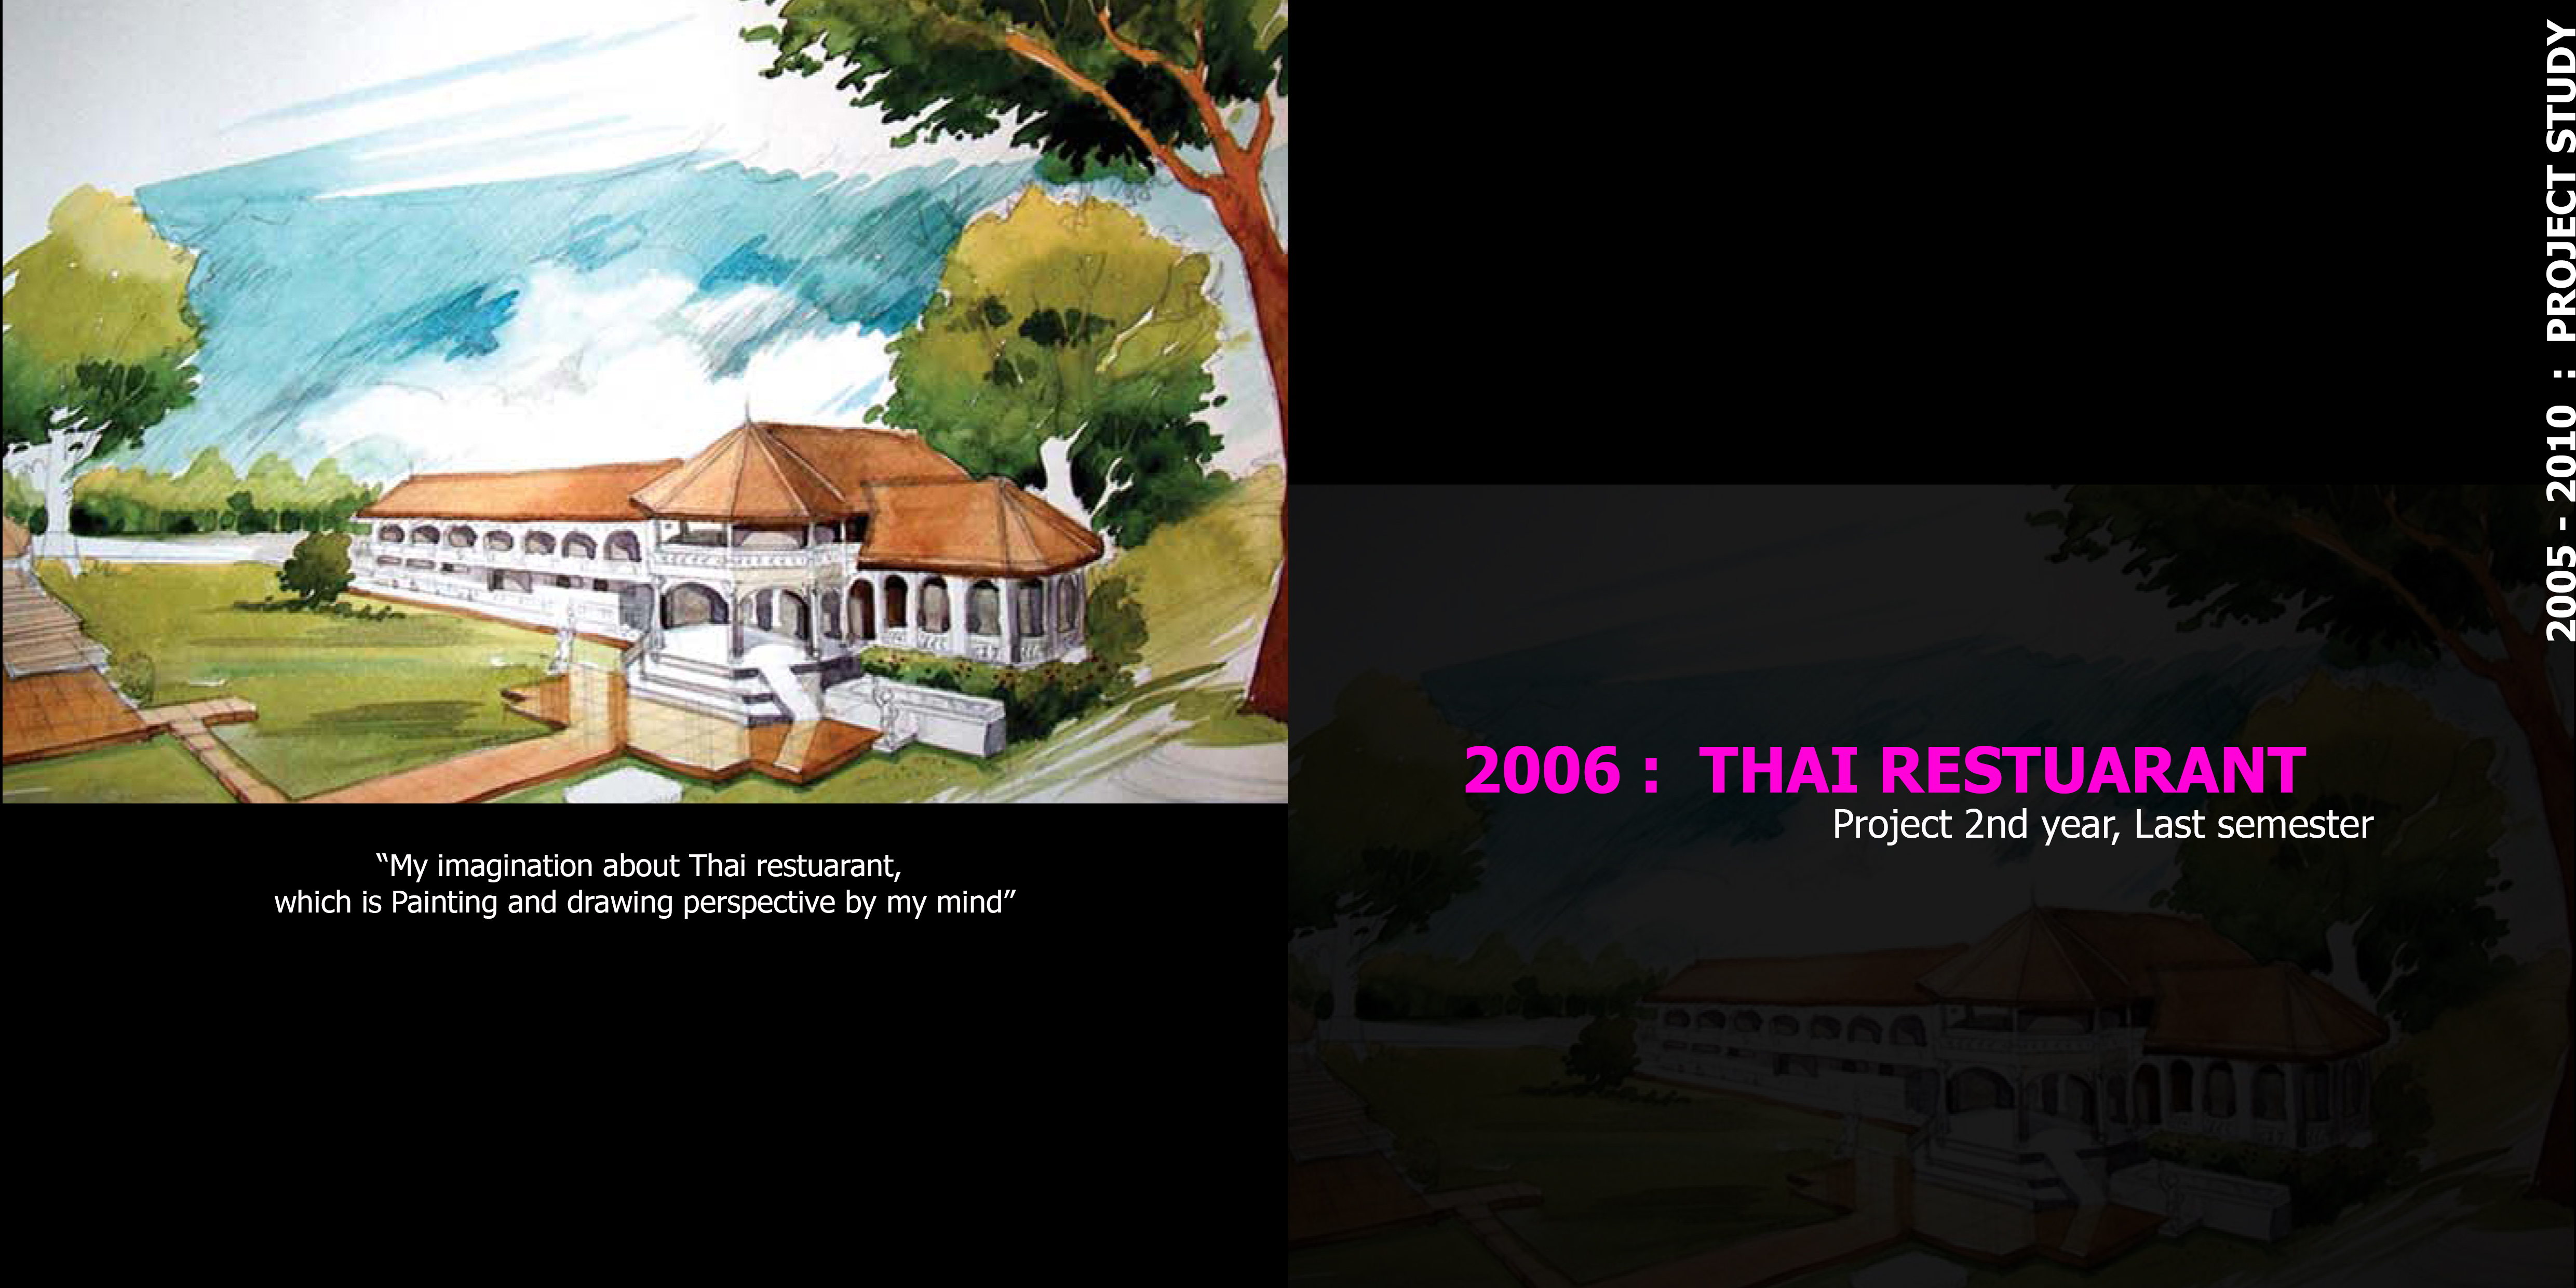 “My imagination about Thai restuarant,
which is Painting and drawing perspective by my mind”
2006 :  THAI RESTUARANT
Project 2nd year, Last semester
2005 - 2010  :  PROJECT STUDY